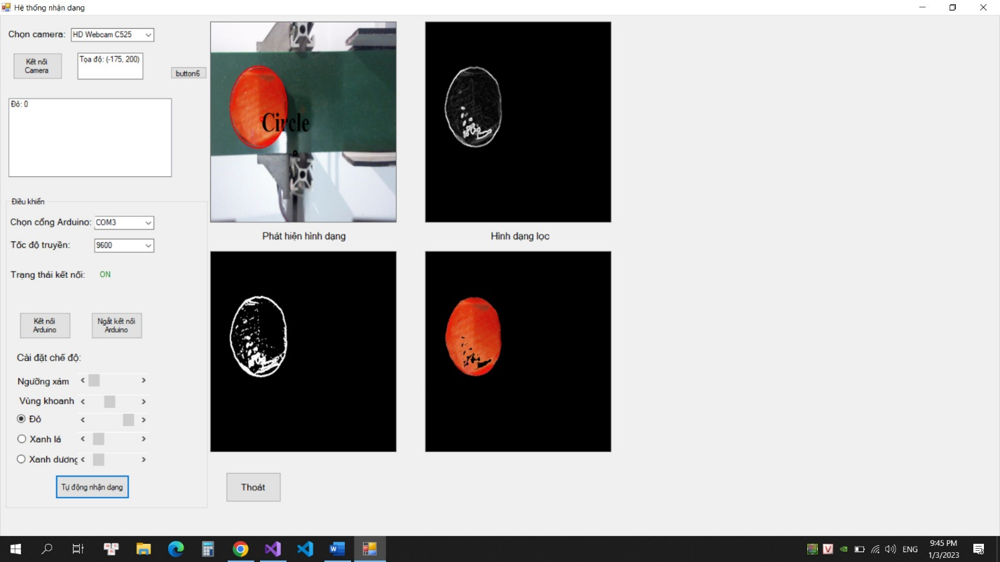 Hệ thống nhận dạng
Chọn camera: HD Webcam C525
Kết nối
Camera
Tọa độ: (-175, 200)
button6
Đỏ: 0
Circle
Phát hiện hình dạng
Hình dạng lọc
Điều khiển
Chọn cổng Arduino: COM3
Tốc độ truyền: 9600
Trạng thái kết nối: ON
Kết nối
Arduino
Ngắt kết nối
Arduino
Cài đặt chế độ:
Ngưỡng xám
Vùng khoanh
Đỏ
Xanh lá
Xanh dương
Tự động nhận dạng
Thoát
ENG
9:45 PM
1/3/2023